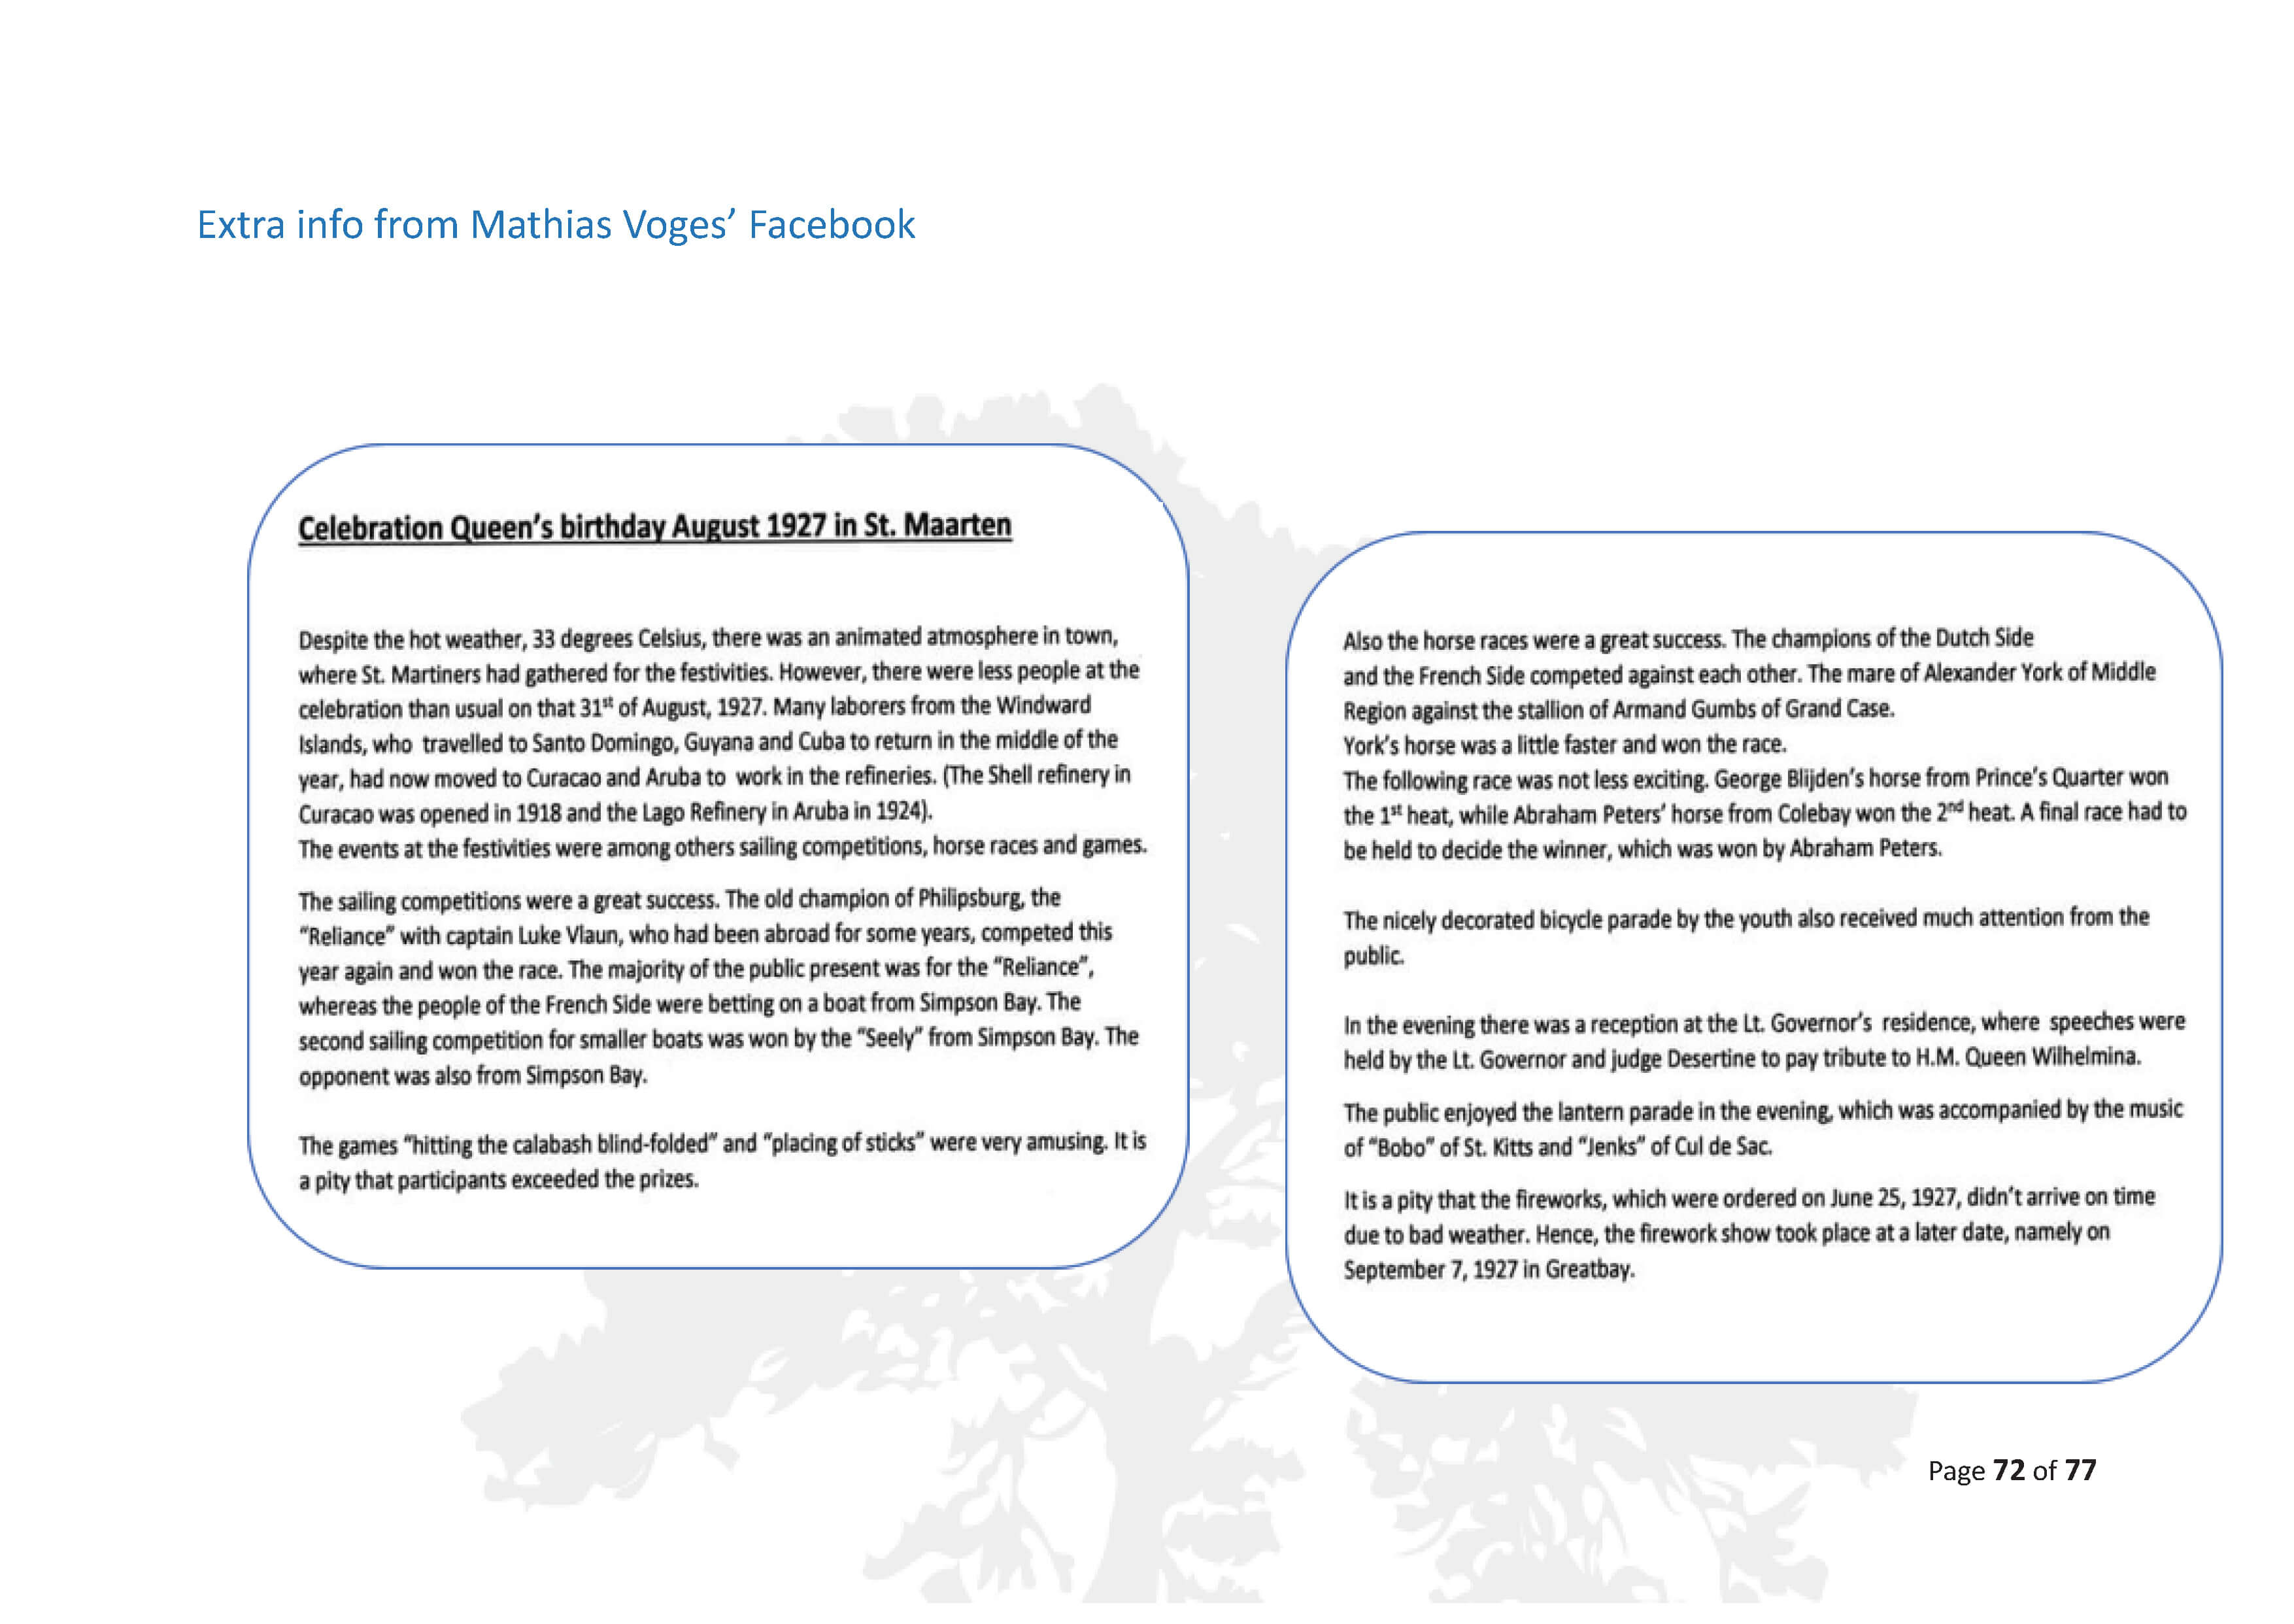 Extra info from Mathias Voges’ Facebook
Celebration Queen’s birthday August 1927 in St. Maarten
Despite the hot weather, 33 degrees Celsius, there was an animated atmosphere in town,
where St. Martiners had gathered for the festivities. However, there were less people at the
celebration than usual on that 31st of August, 1927. Many laborers from the Windward
Islands, who travelled to Santo Domingo, Guyana and Cuba to return in the middle of the
year, had now moved to Curacao and Aruba to work in the refineries. (The Shell refinery in
Curacao was opened in 1918 and the Lago Refinery in Aruba in 1924).
The events at the festivities were among others sailing competitions, horse races and games.
The sailing competitions were a great success. The old champion of Philipsburg, the
“Reliance” with captain Luke Vlaun, who had been abroad for some years, competed this
year again and won the race. The majority of the public present was for the “Reliance”,
whereas the people of the French Side were betting on a boat from Simpson Bay. The
second sailing competition for smaller boats was won by the “Seely” from Simpson Bay. The
opponent was also from Simpson Bay.
The games “hitting the calabash blind-folded” and “placing of sticks” were very amusing. It is
a pity that participants exceeded the prizes.
Also the horse races were a great success. The champions of the Dutch Side
and the French Side competed against each other. The mare of Alexander York of Middle
Region against the stallion of Armand Gumbs of Grand Case.
York’s horse was a little faster and won the race.
The following race was not less exciting. George Blijden’s horse from Prince’s Quarter won
the 1st heat, while Abraham Peters’ horse from Colebay won the 2nd heat. A final race had to
be held to decide the winner, which was won by Abraham Peters.
The nicely decorated bicycle parade by the youth also received much attention from the
public.
In the evening there was a reception at the Lt. Governor’s residence, where speeches were
held by the Lt. Governor and judge Desertine to pay tribute to H.M. Queen Wilhelmina.
The public enjoyed the lantern parade in the evening, which was accompanied by the music
of “Bobo” of St. Kitts and “Jenks” of Cul de Sac.
It is a pity that the fireworks, which were ordered on June 25, 1927, didn’t arrive on time
due to bad weather. Hence, the firework show took place at a later date, namely on
September 7, 1927 in Greatbay.
Page 72 of 77